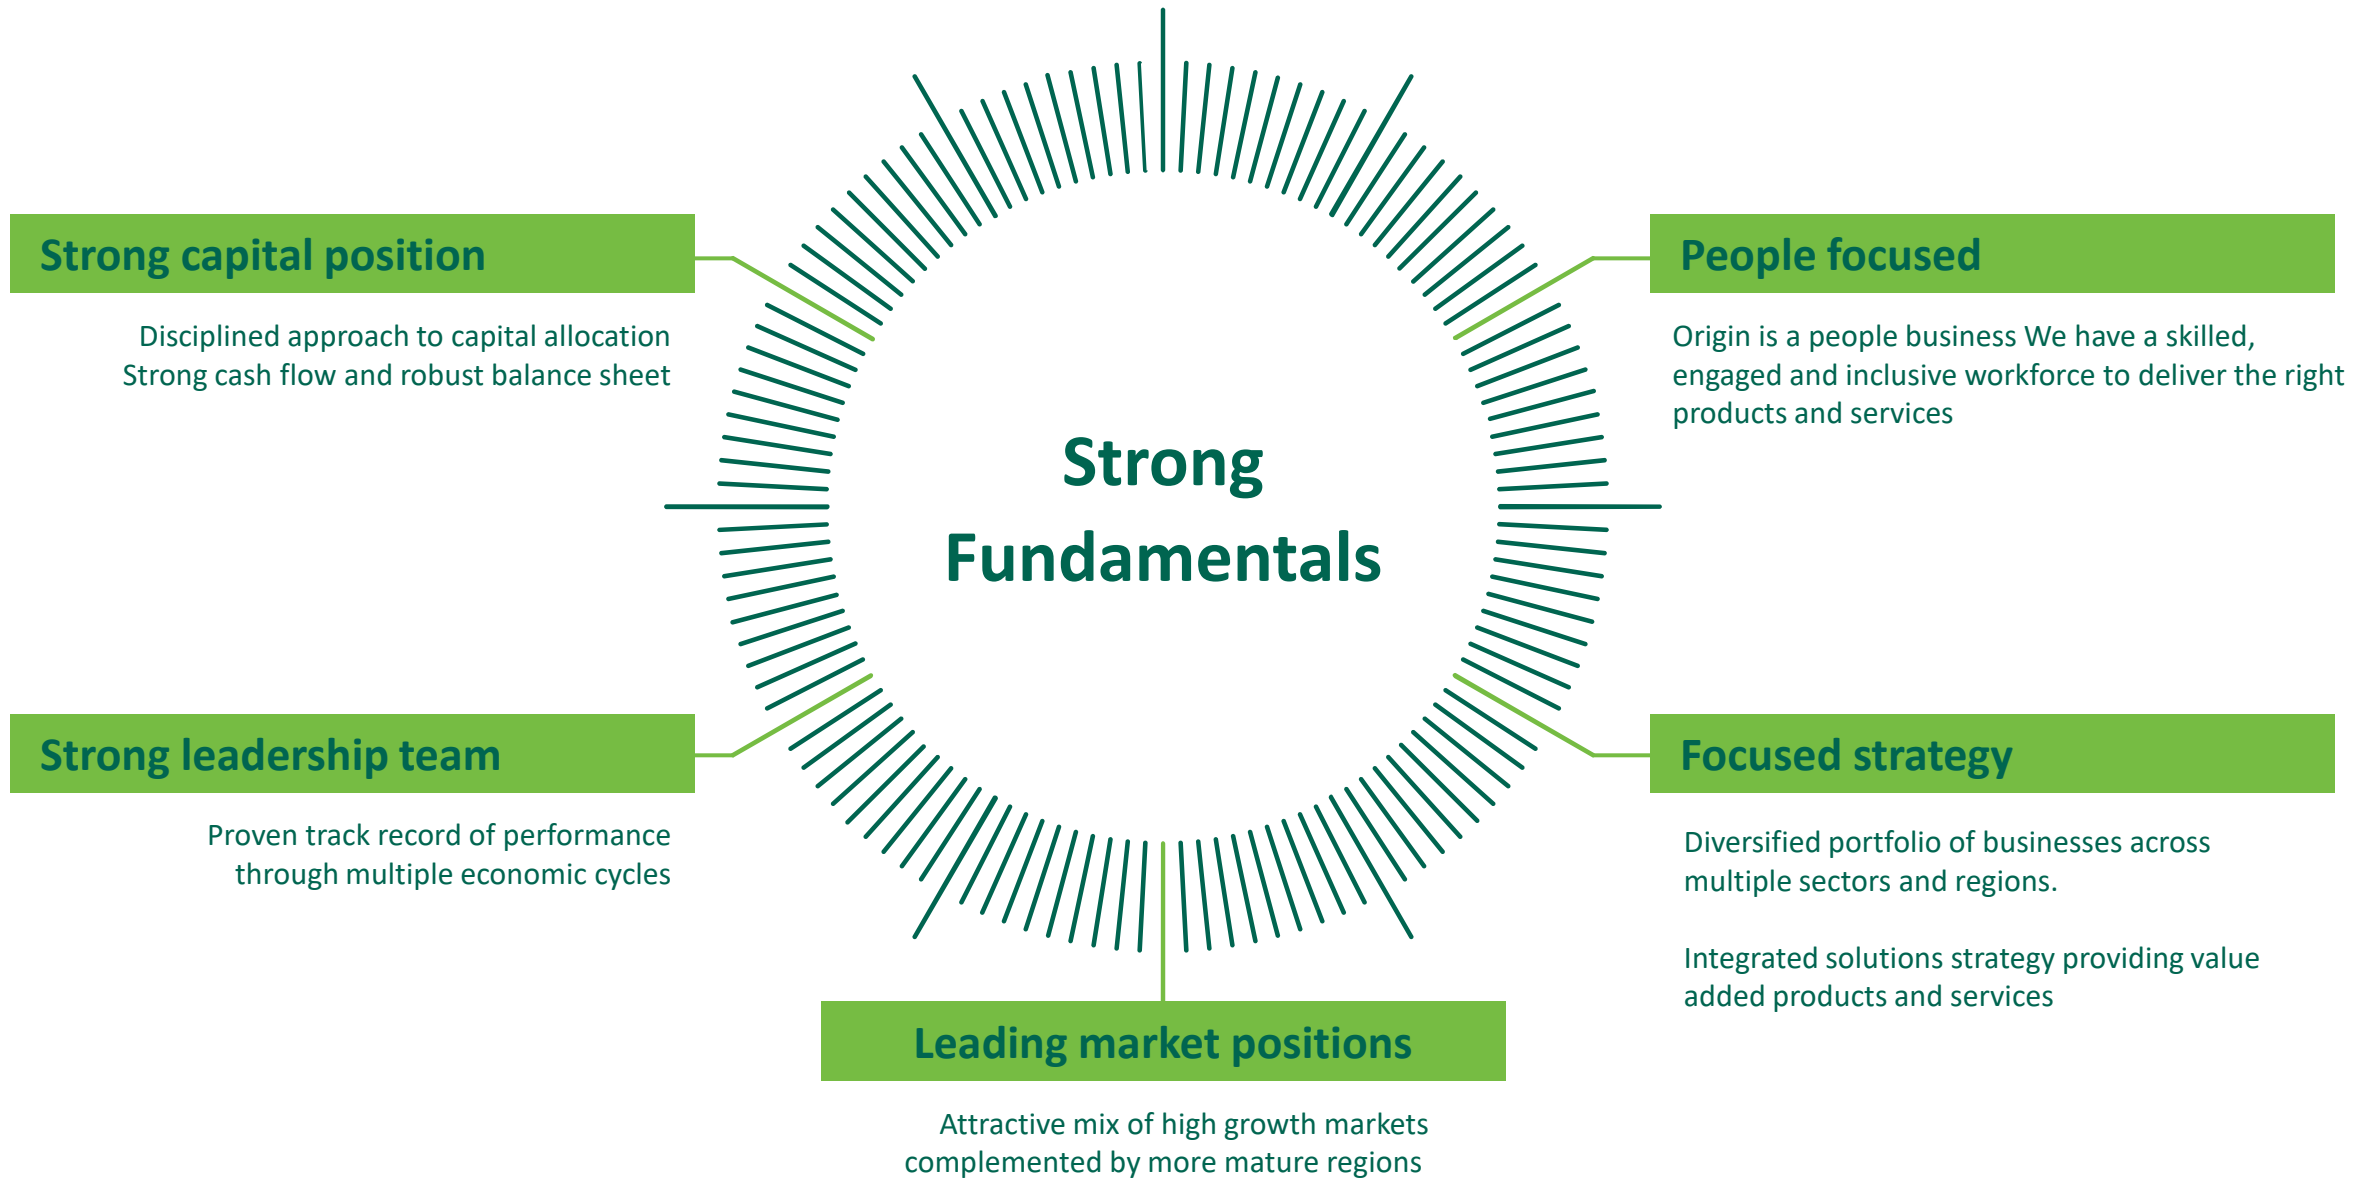 Strong capital position
Disciplined approach to capital allocation
Strong cash flow and robust balance sheet
People focused
Origin is a people business We have a skilled,
engaged and inclusive workforce to deliver the right
products and services
Strong
Fundamentals
Strong leadership team
Proven track record of performance
through multiple economic cycles
Focused strategy
Diversified portfolio of businesses across
multiple sectors and regions.
Integrated solutions strategy providing value
added products and services
Leading market positions
Attractive mix of high growth markets
complemented by more mature regions